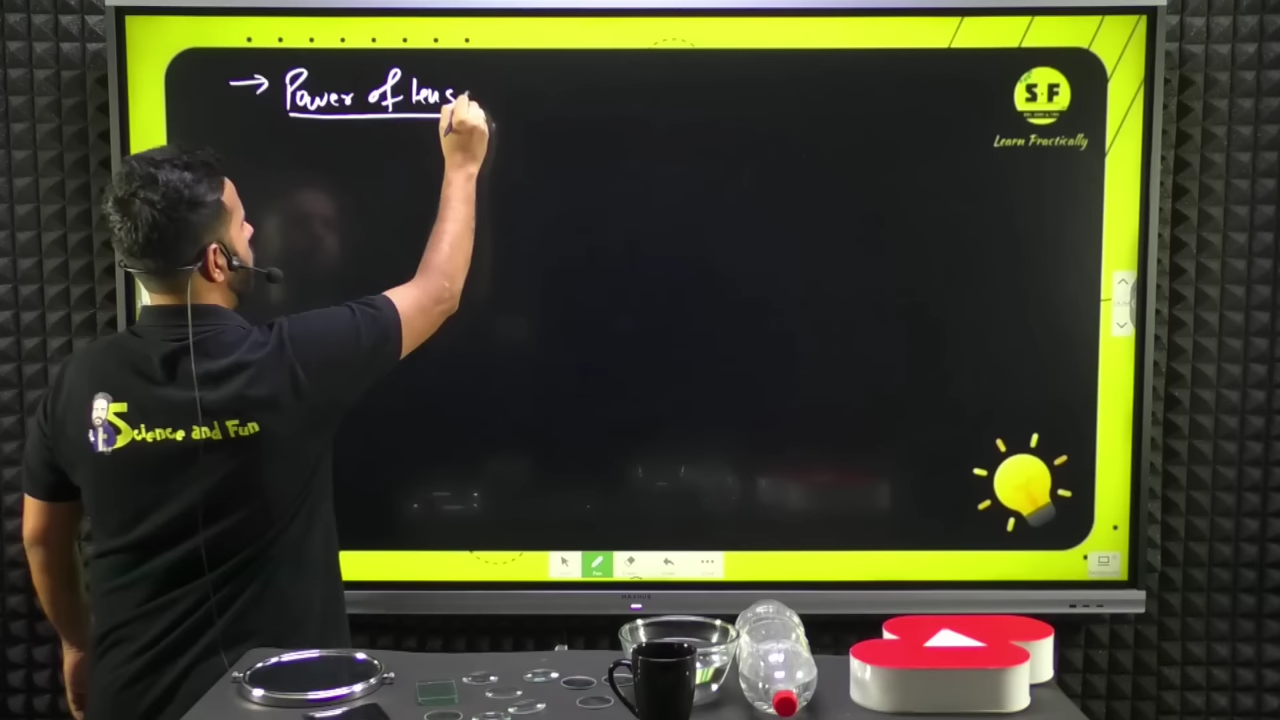 → Power of lens
S F
Learn Practically
Science and Fun